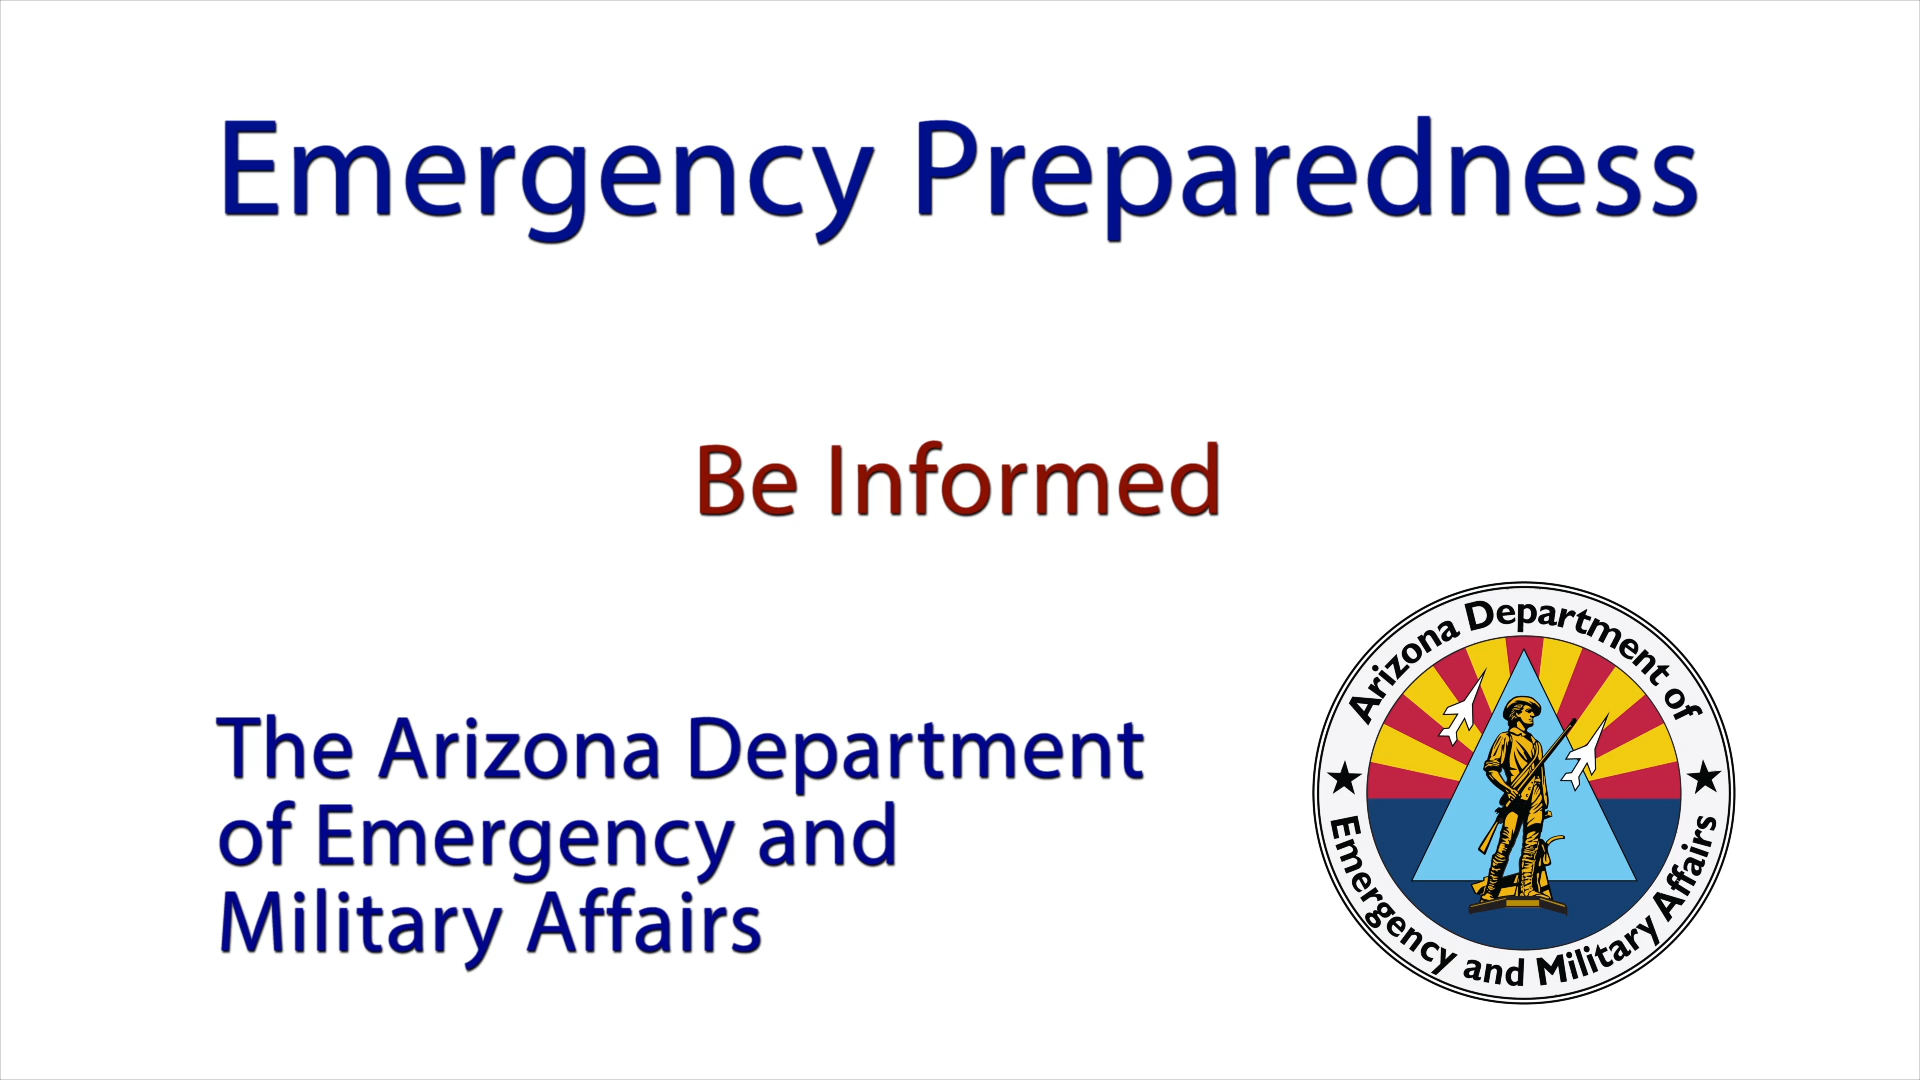 Emergency Preparedness
Be Informed
The Arizona Department
of Emergency and
Military Affairs
Arizona Department of
Emergency and Military Affairs